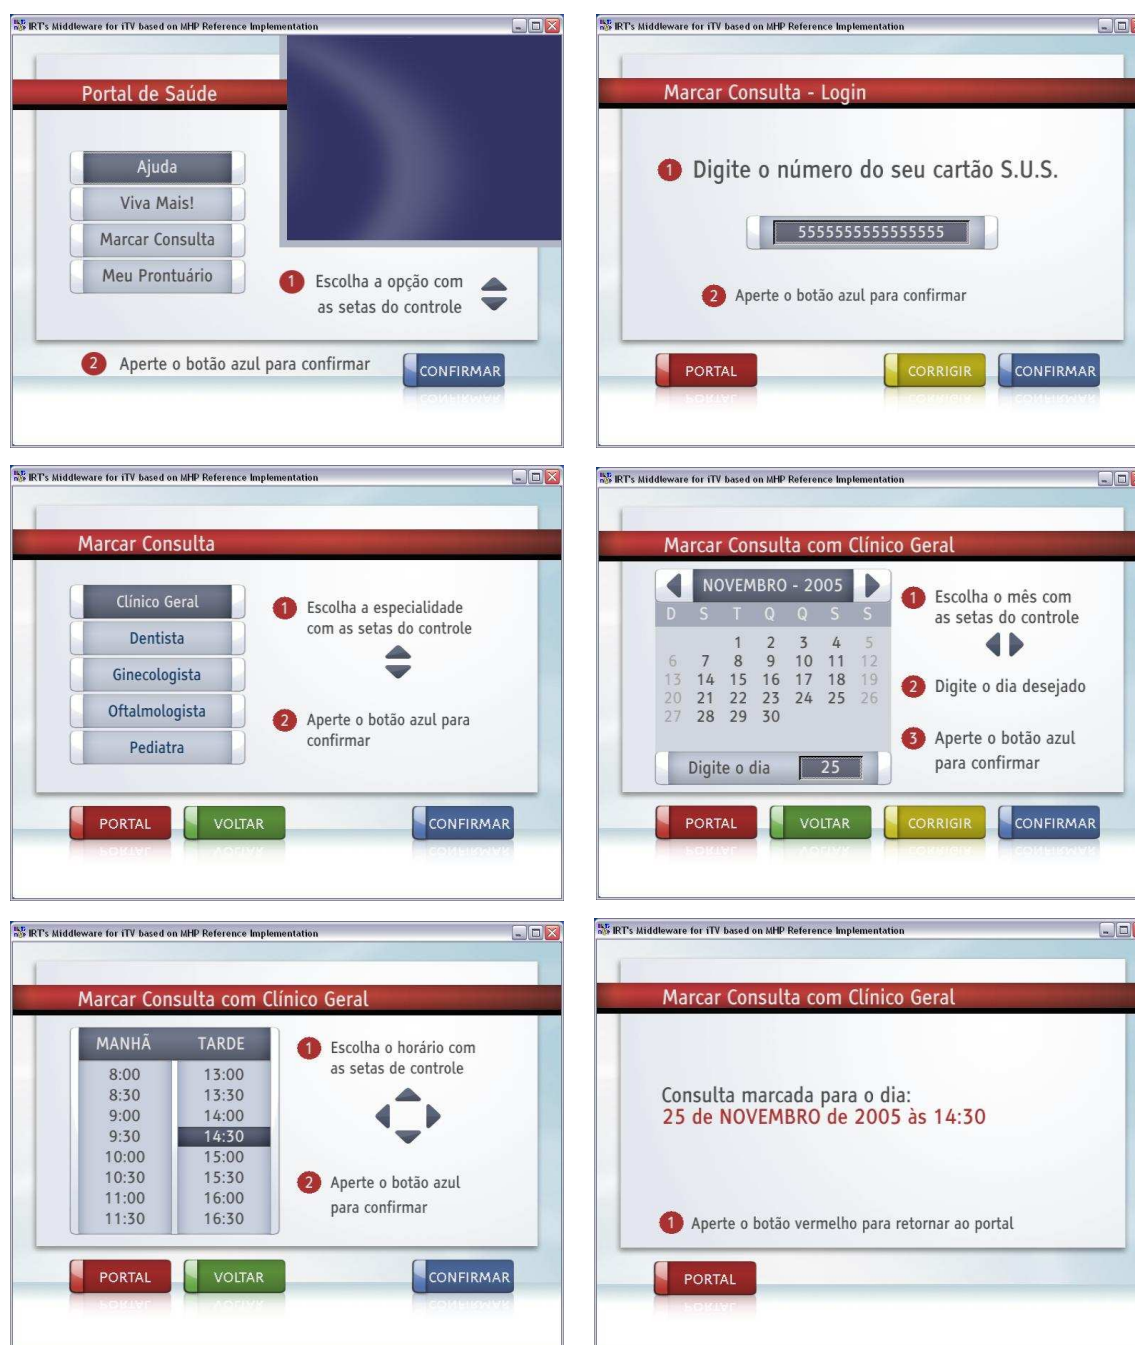 IRT's Middleware for iTV based on MHP Reference Implementation
Portal de Saúde
Ajuda
Viva Mais!
Marcar Consulta
Meu Prontuário
1 Escolha a opção com
as setas do controle
2 Aperte o botão azul para confirmar
CONFIRMAR
IRT's Middleware for iTV based on MHP Reference Implementation
Marcar Consulta - Login
1 Digite o número do seu cartão S.U.S.
5555555555555555
2 Aperte o botão azul para confirmar
PORTAL
CORRIGIR
CONFIRMAR
IRT's Middleware for iTV based on MHP Reference Implementation
Marcar Consulta
Clínico Geral
Dentista
Ginecologista
Oftalmologista
Pediatra
1 Escolha a especialidade
com as setas do controle
2 Aperte o botão azul para
confirmar
PORTAL
VOLTAR
CONFIRMAR
IRT's Middleware for iTV based on MHP Reference Implementation
Marcar Consulta com Clínico Geral
NOVEMBRO - 2005
D S T Q Q S S
1 2 3 4 5
6 7 8 9 10 11 12
13 14 15 16 17 18 19
20 21 22 23 24 25 26
27 28 29 30
Digite o dia 25
1 Escolha o mês com
as setas do controle
2 Digite o dia desejado
3 Aperte o botão azul
para confirmar
PORTAL
VOLTAR
CORRIGIR
CONFIRMAR
IRT's Middleware for iTV based on MHP Reference Implementation
Marcar Consulta com Clínico Geral
MANHÃ TARDE
8:00 13:00
8:30 13:30
9:00 14:00
9:30 14:30
10:00 15:00
10:30 15:30
11:00 16:00
11:30 16:30
1 Escolha o horário com
as setas de controle
2 Aperte o botão azul
para confirmar
PORTAL
VOLTAR
CONFIRMAR
IRT's Middleware for iTV based on MHP Reference Implementation
Marcar Consulta com Clínico Geral
Consulta marcada para o dia:
25 de NOVEMBRO de 2005 às 14:30
1 Aperte o botão vermelho para retornar ao portal
PORTAL